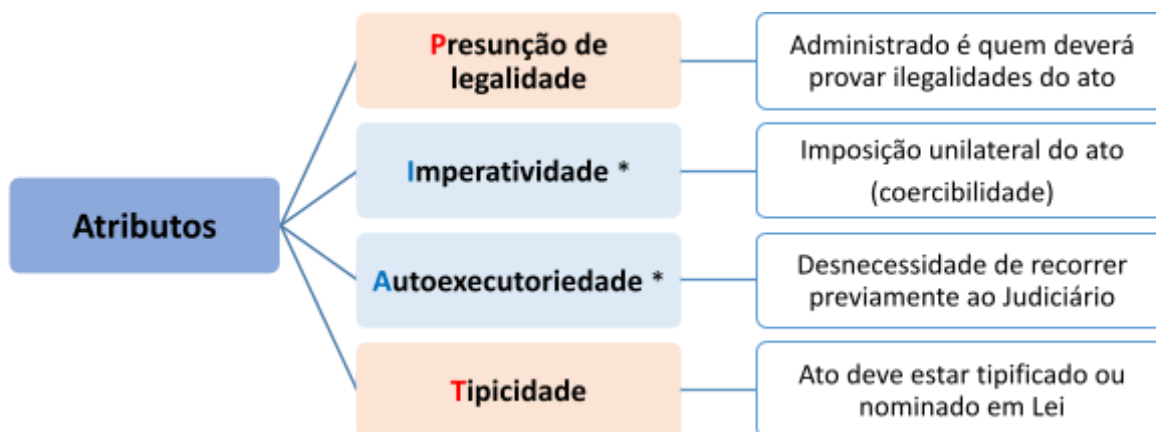 Atributos
Presunção de
legalidade
Administrado é quem deverá
provar ilegalidades do ato
Imperatividade *
Imposição unilateral do ato
(coercibilidade)
Autoexecutoriedade *
Desnecessidade de recorrer
previamente ao Judiciário
Tipicidade
Ato deve estar tipificado ou
nominado em Lei